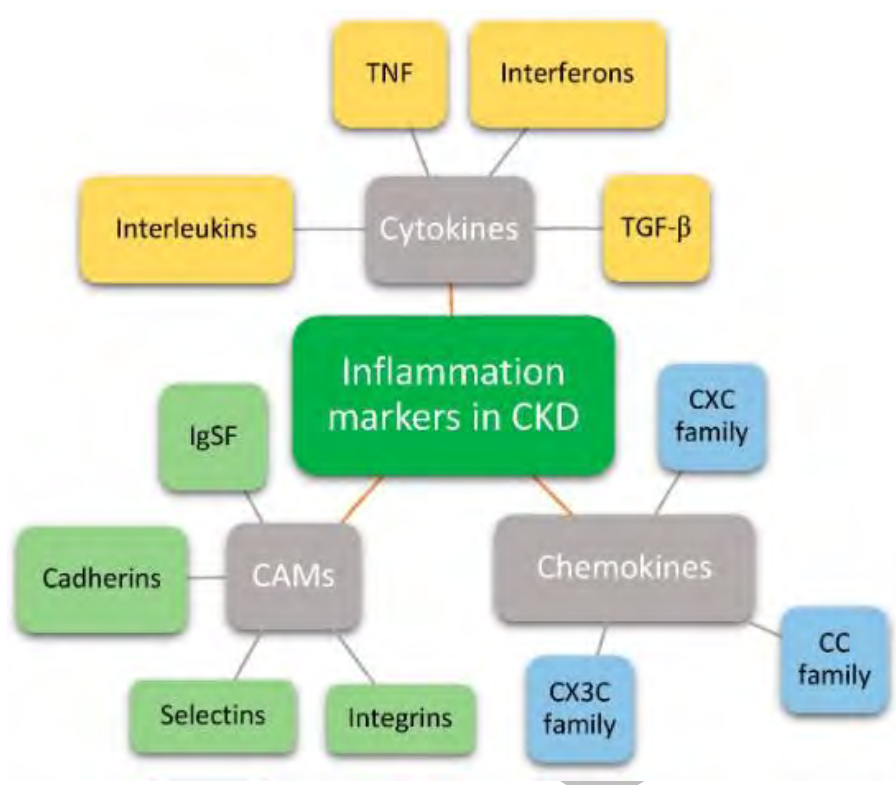 TNF
Interferons
Interleukins
Cytokines
TGF-β
Inflammation
markers in CKD
IgSF
CXC
family
Cadherins
CAMs
Chemokines
Selectins
Integrins
CX3C
family
CC
family